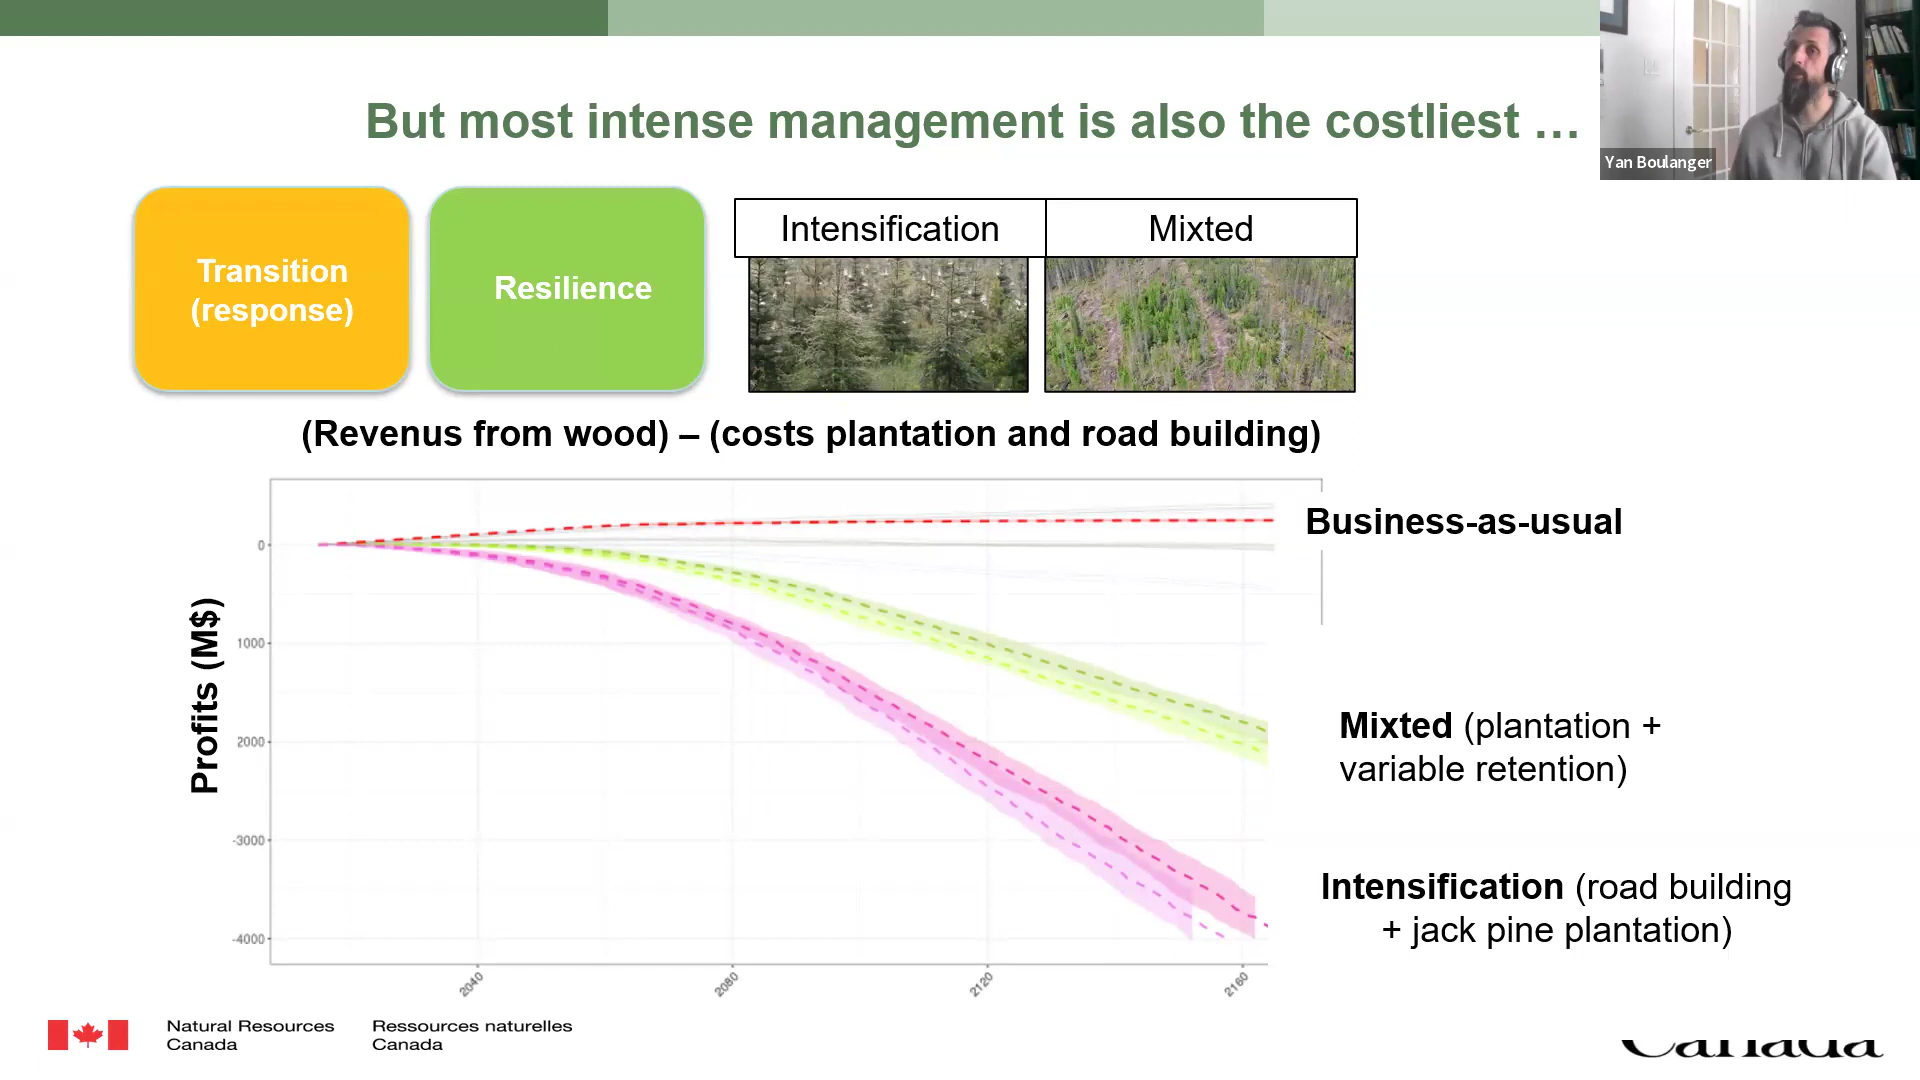 But most intense management is also the costliest …
Yan Boulanger
Transition
(response)
Resilience
Intensification
Mixted
(Revenus from wood) – (costs plantation and road building)
Business-as-usual
Profits (M$)
0
1000
2000
-3000
-4000
2040
2080
2120
2160
Mixted (plantation +
variable retention)
Intensification (road building
+ jack pine plantation)
Natural Resources
Canada
Ressources naturelles
Canada
Canada